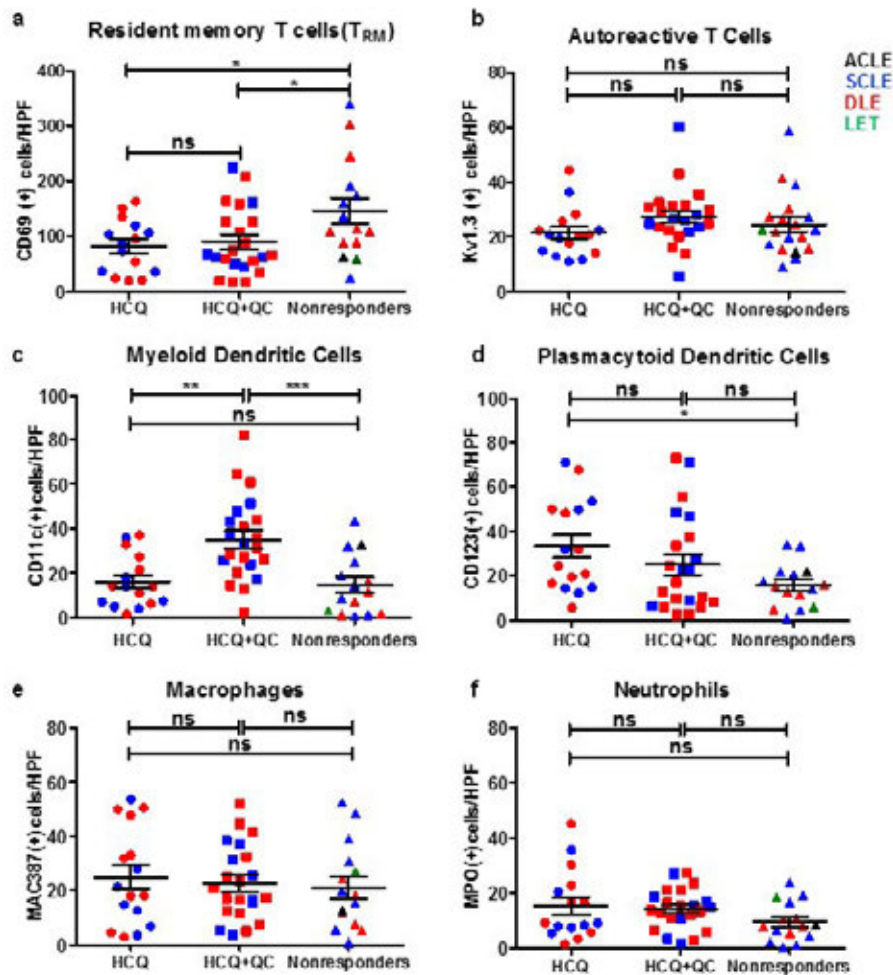 a
Resident memory T cells(TRM)
400
300
200
100
0
CD69 (+) cells/HPF
*
*
ns
HCQ HCQ+QC Nonresponders
b
Autoreactive T Cells
80
60
40
20
0
Kv1.3 (+) cells/HPF
ns
ns ns
HCQ HCQ+QC Nonresponders
ACLE
SCLE
DLE
LET
c
Myeloid Dendritic Cells
100
80
60
40
20
0
CD11c(+)cells/HPF
** ***
ns
HCQ HCQ+QC Nonresponders
d
Plasmacytoid Dendritic Cells
100
80
60
40
20
0
CD123(+)cells/HPF
ns ns
*
HCQ HCQ+QC Nonresponders
e
Macrophages
80
60
40
20
0
MAC387(+)cells/HPF
ns ns
ns
HCQ HCQ+QC Nonresponders
f
Neutrophils
80
60
40
20
0
MPO(+)cells/HPF
ns ns
ns
HCQ HCQ+QC Nonresponders